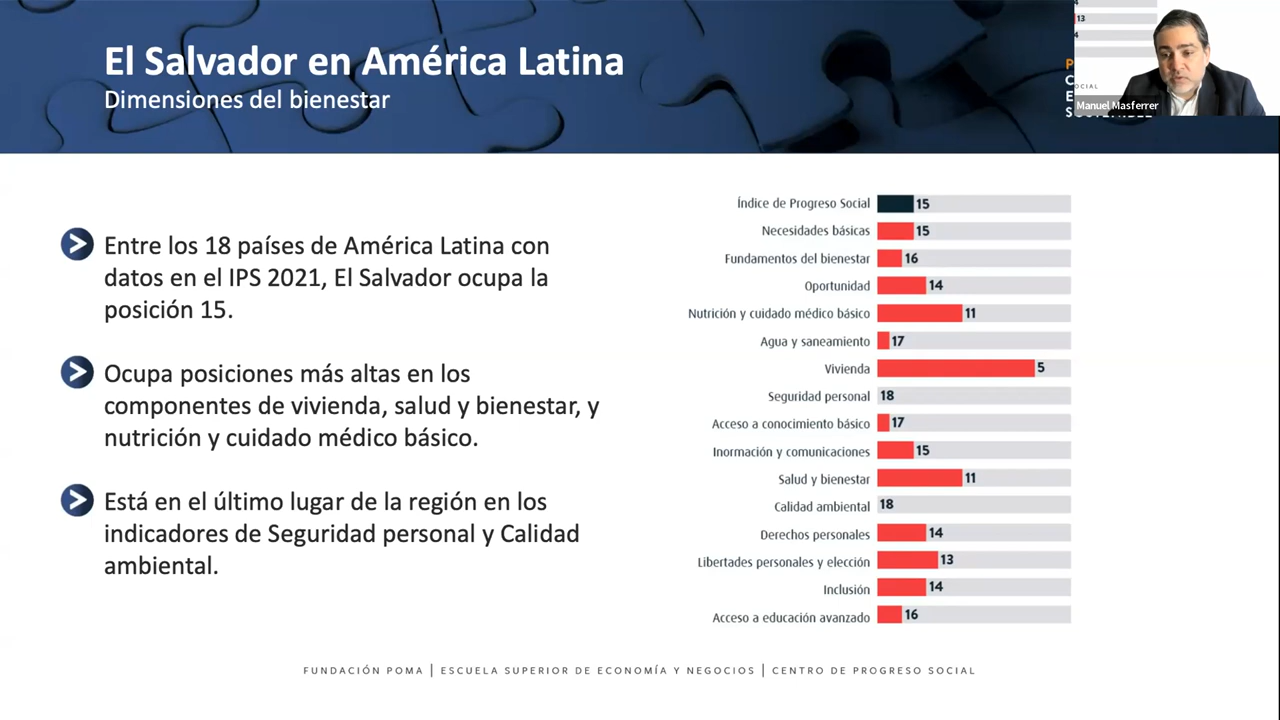 El Salvador en América Latina
Dimensiones del bienestar
13
4
P
C
OCIAL
E
Manuel Masferrer
Entre los 18 países de América Latina con
datos en el IPS 2021, El Salvador ocupa la
posición 15.
Ocupa posiciones más altas en los
componentes de vivienda, salud y bienestar, y
nutrición y cuidado médico básico.
Está en el último lugar de la región en los
indicadores de Seguridad personal y Calidad
ambiental.
Índice de Progreso Social 15
Necesidades básicas 15
Fundamentos del bienestar 16
Oportunidad 14
Nutrición y cuidado médico básico 11
Agua y saneamiento 17
Vivienda 5
Seguridad personal 18
Acceso a conocimiento básico 17
Inormación y comunicaciones 15
Salud y bienestar 11
Calidad ambiental 18
Derechos personales 14
Libertades personales y elección 13
Inclusión 14
Acceso a educación avanzado 16
FUNDACIÓN POMA | ESCUELA SUPERIOR DE ECONOMÍA Y NEGOCIOS | CENTRO DE PROGRESO SOCIAL